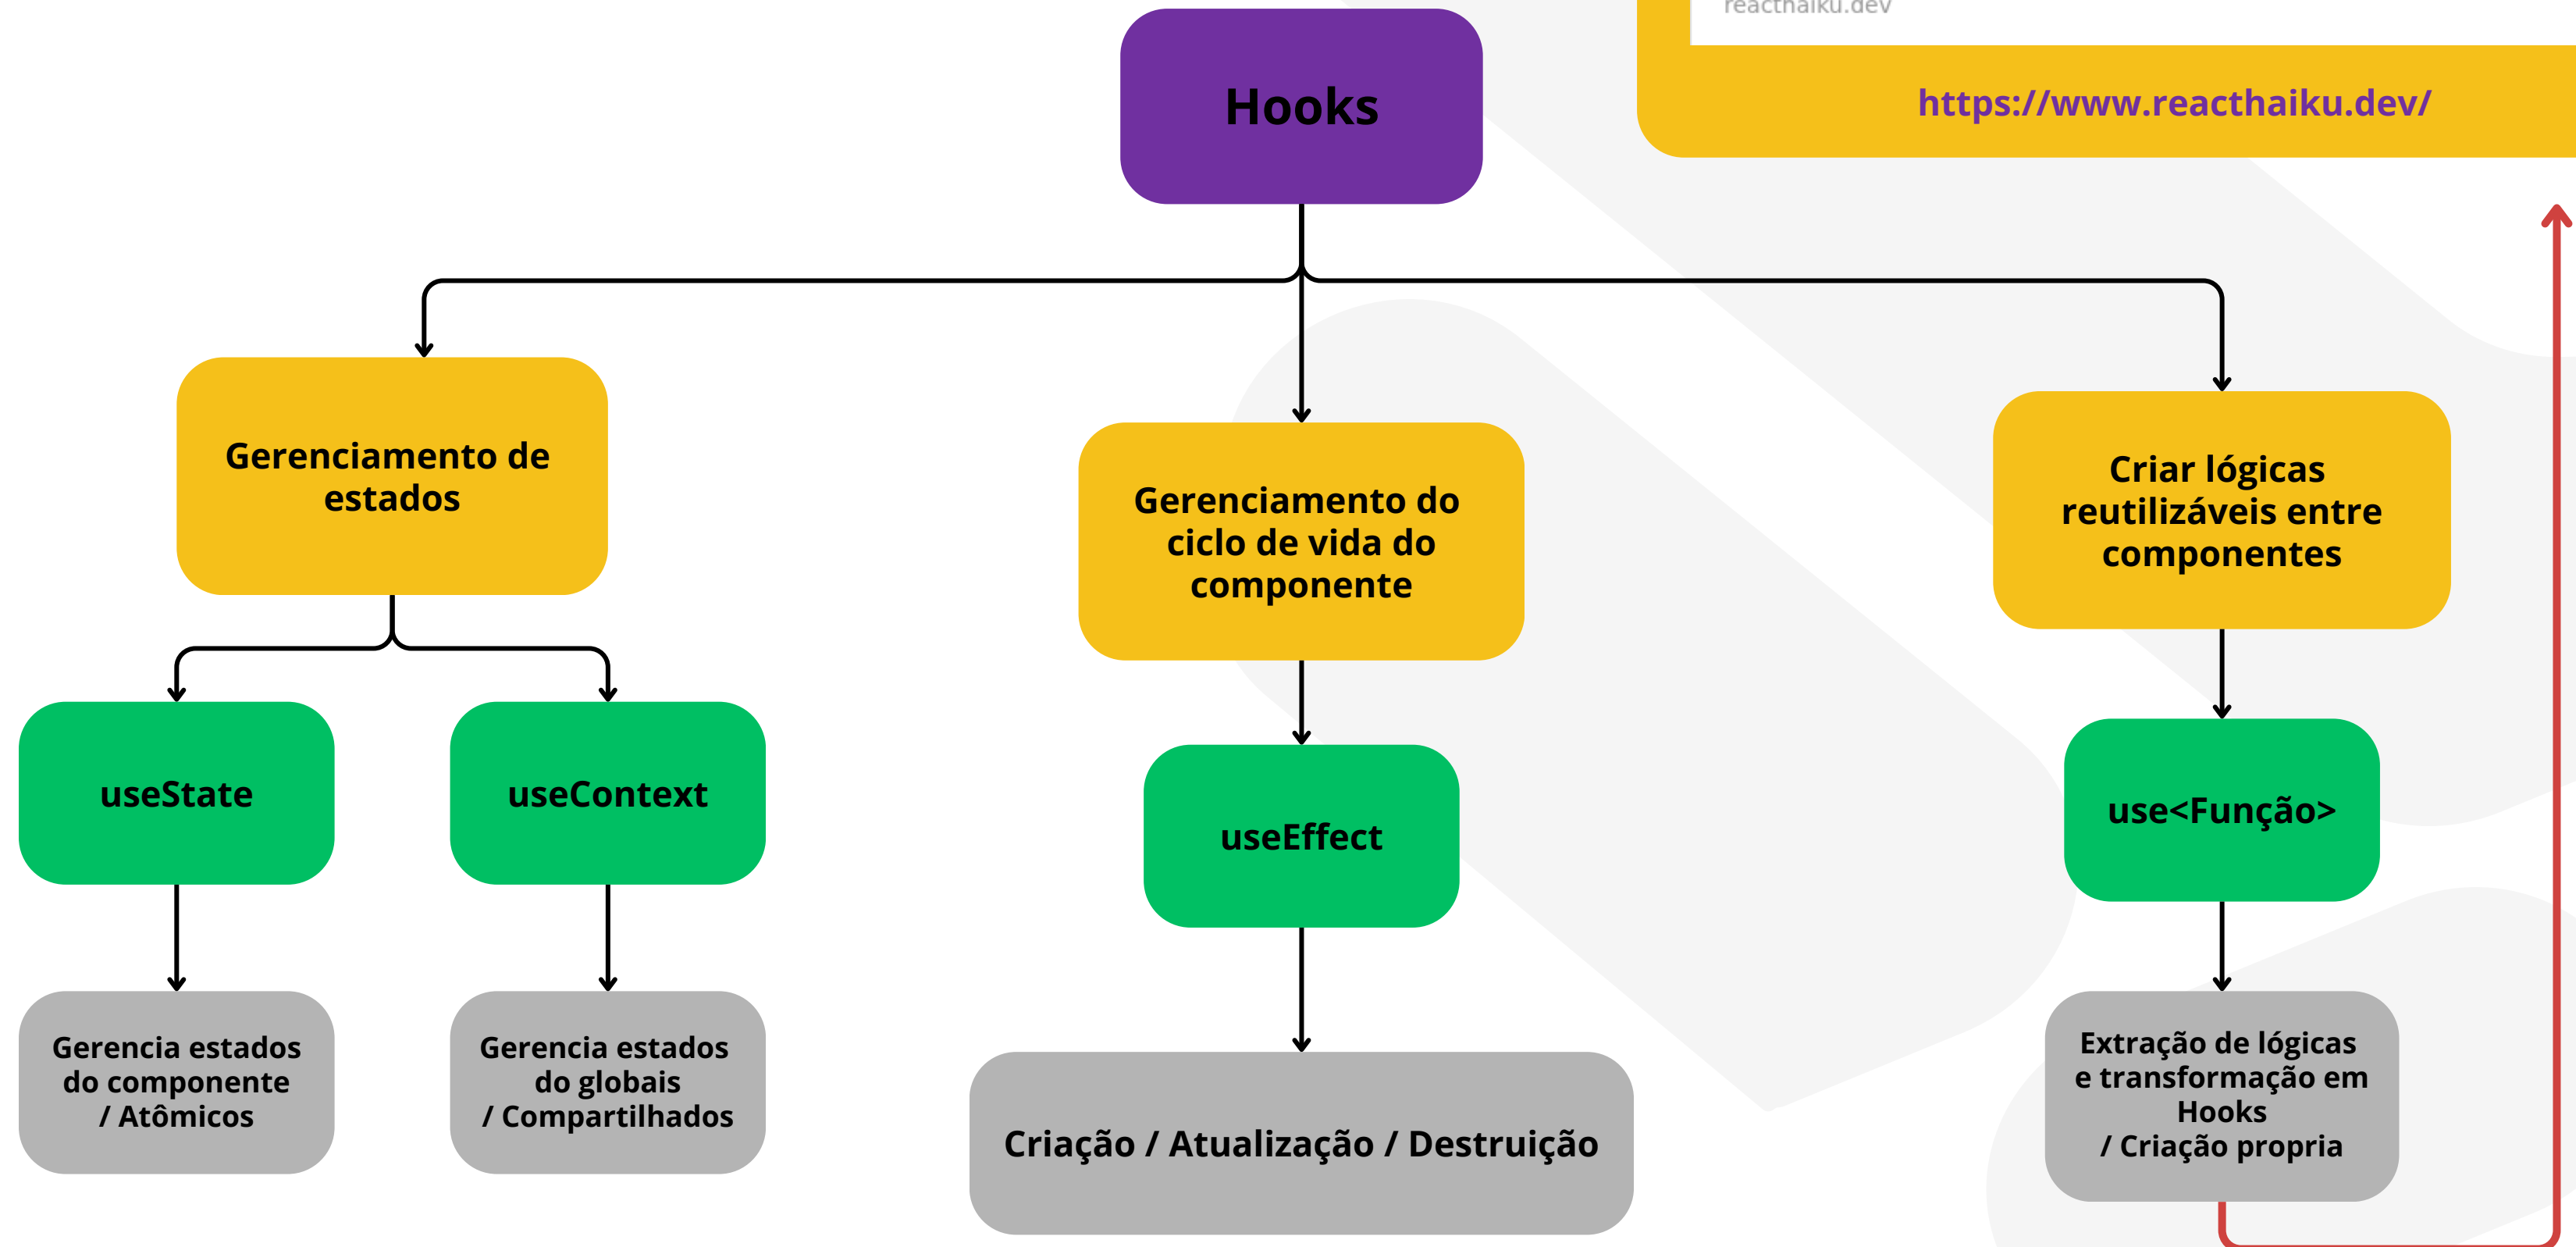 reacthaiku.dev
Hooks
https://www.reacthaiku.dev/
Gerenciamento de
estados
Gerenciamento do
ciclo de vida do
componente
Criar lógicas
reutilizáveis entre
componentes
useState
useContext
useEffect
use<Função>
Gerencia estados
do componente
/ Atômicos
Gerencia estados
do globais
/ Compartilhados
Criação / Atualização / Destruição
Extração de lógicas
e transformação em
Hooks
/ Criação propria